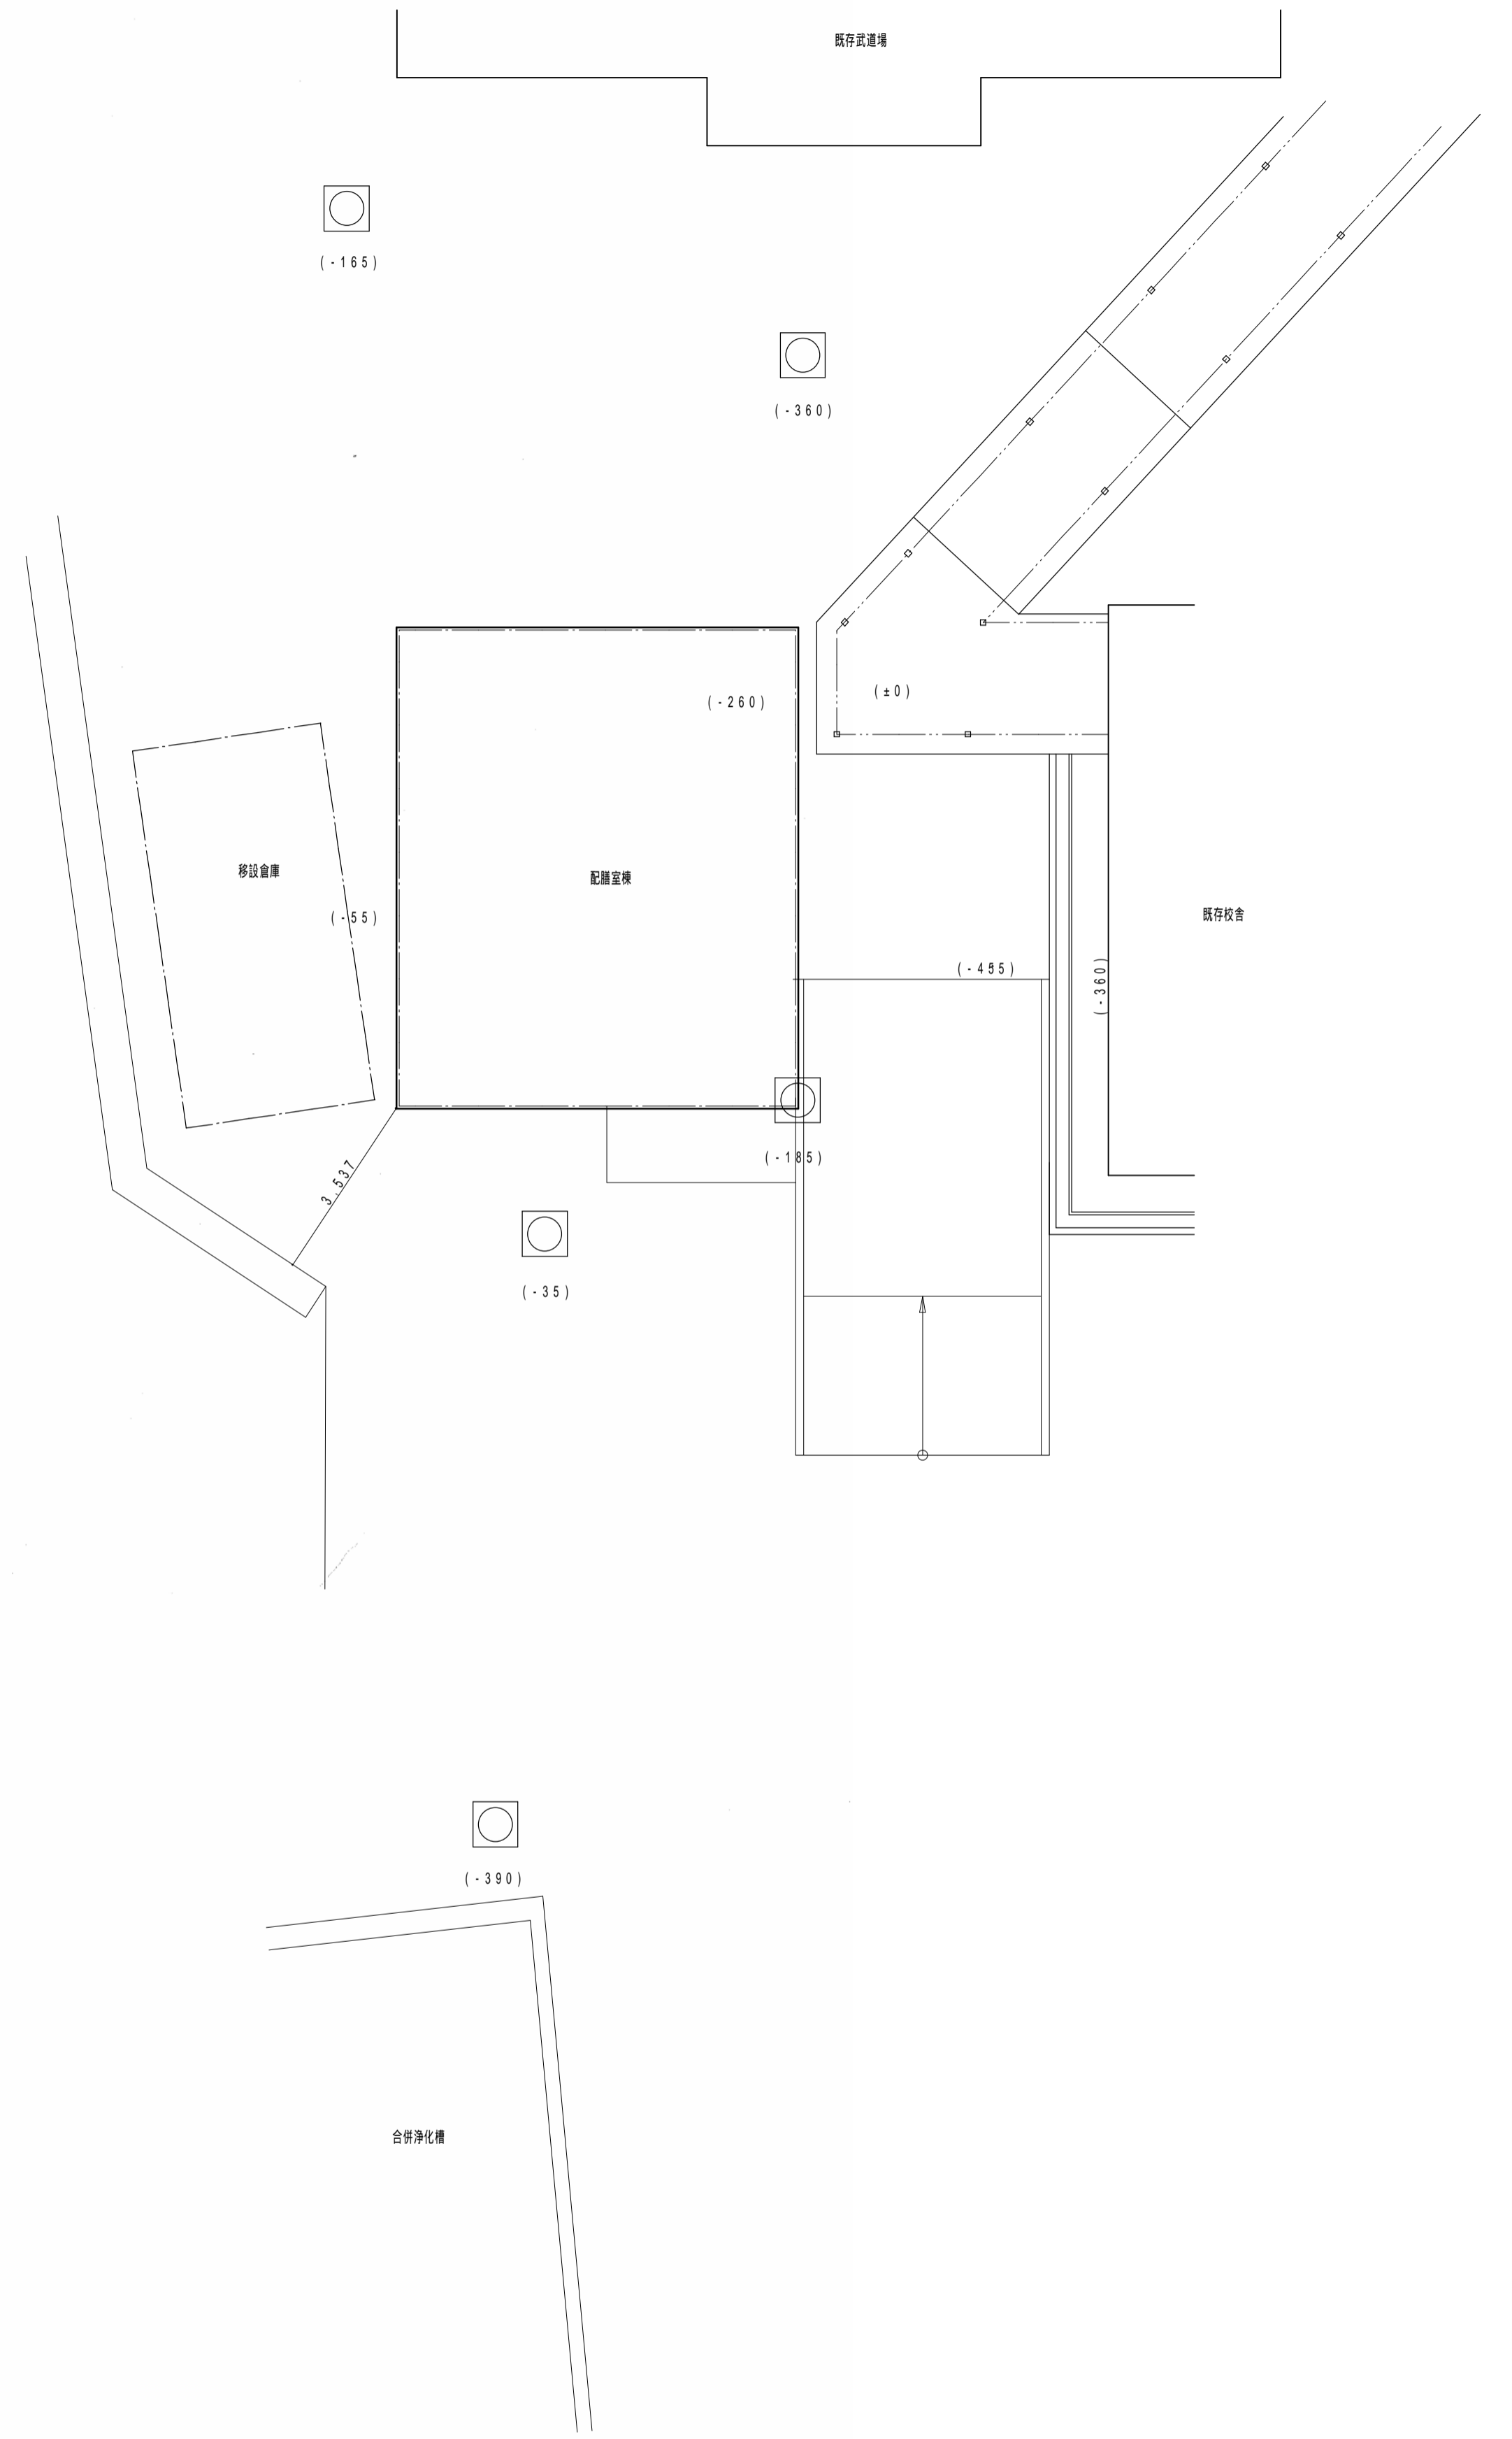 既存武道場
(-165)
(-360)
(-260)
(±0)
移設倉庫
配膳室棟
(-55)
既存校舎
(-455)
(-360)
(-185)
3.537
(-35)
(-390)
合併浄化槽